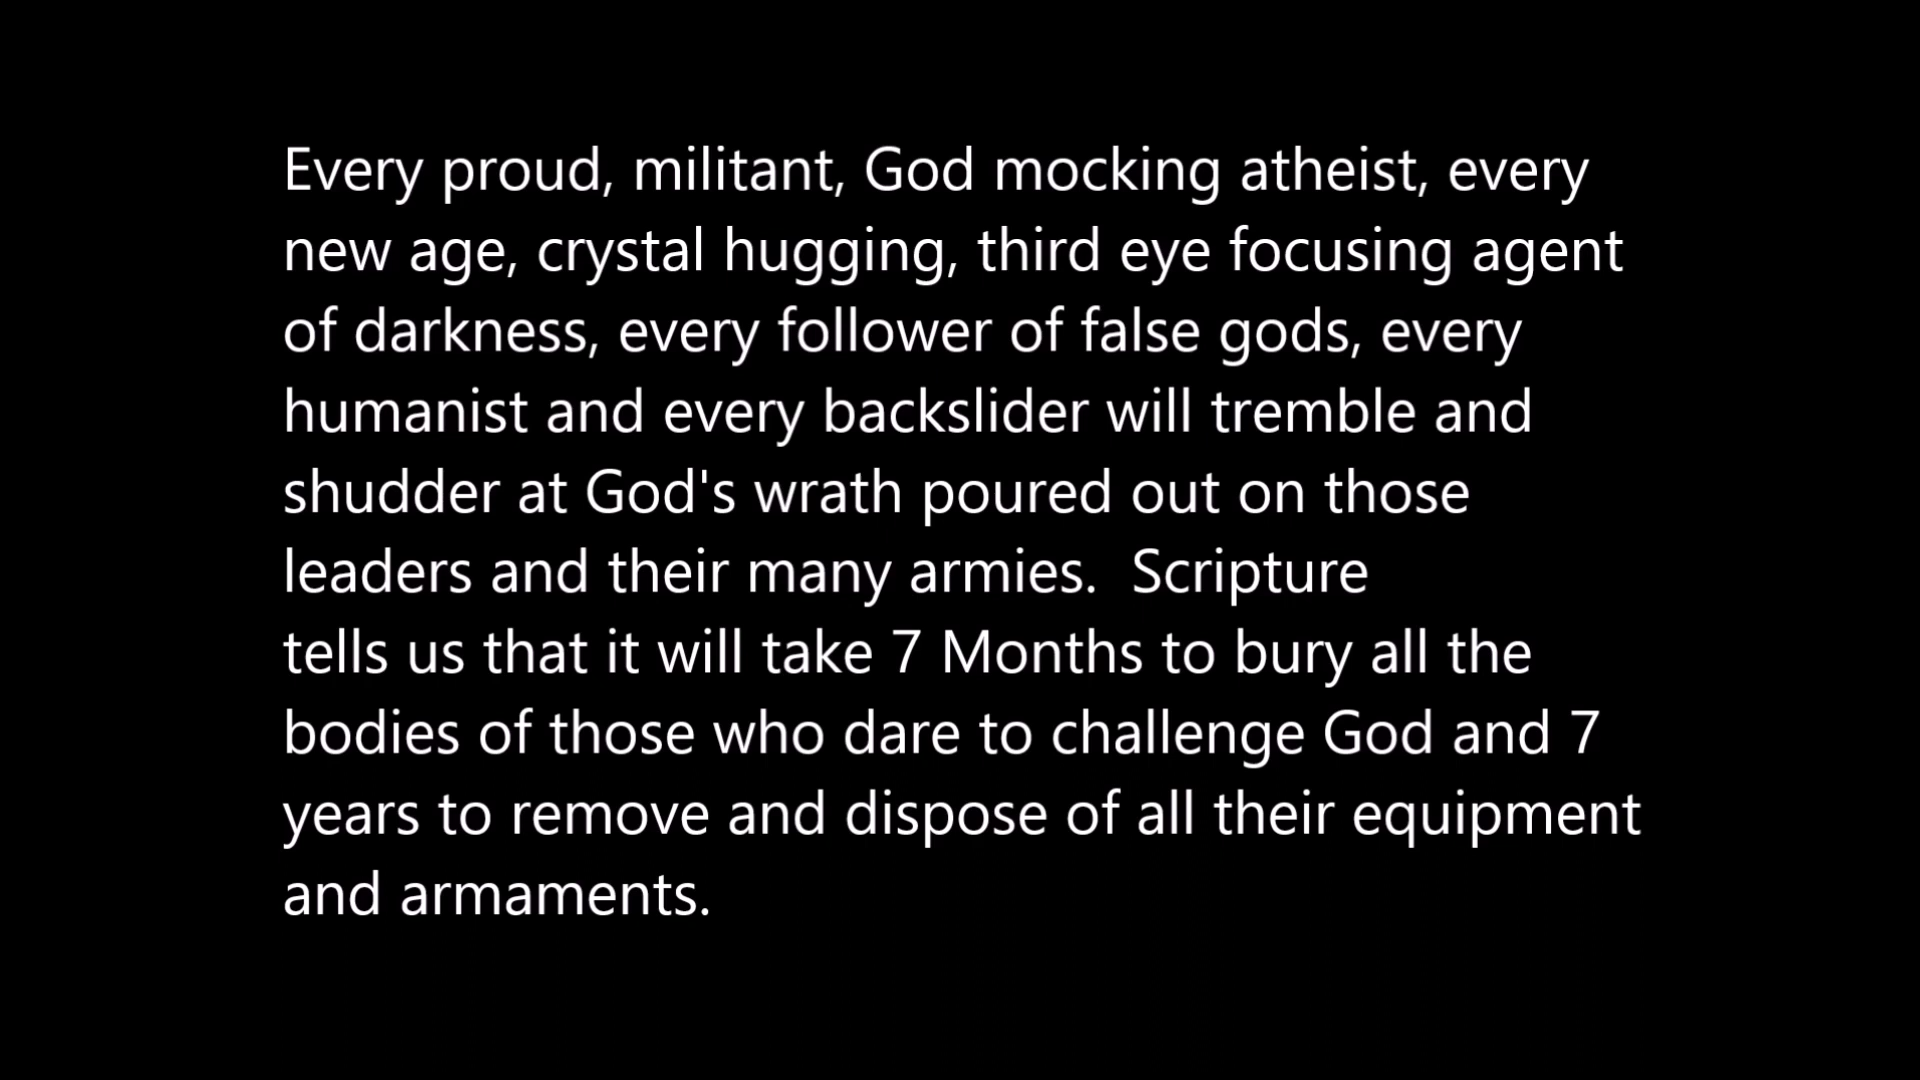 Every proud, militant, God mocking atheist, every
new age, crystal hugging, third eye focusing agent
of darkness, every follower of false gods, every
humanist and every backslider will tremble and
shudder at God's wrath poured out on those
leaders and their many armies.  Scripture
tells us that it will take 7 Months to bury all the
bodies of those who dare to challenge God and 7
years to remove and dispose of all their equipment
and armaments.